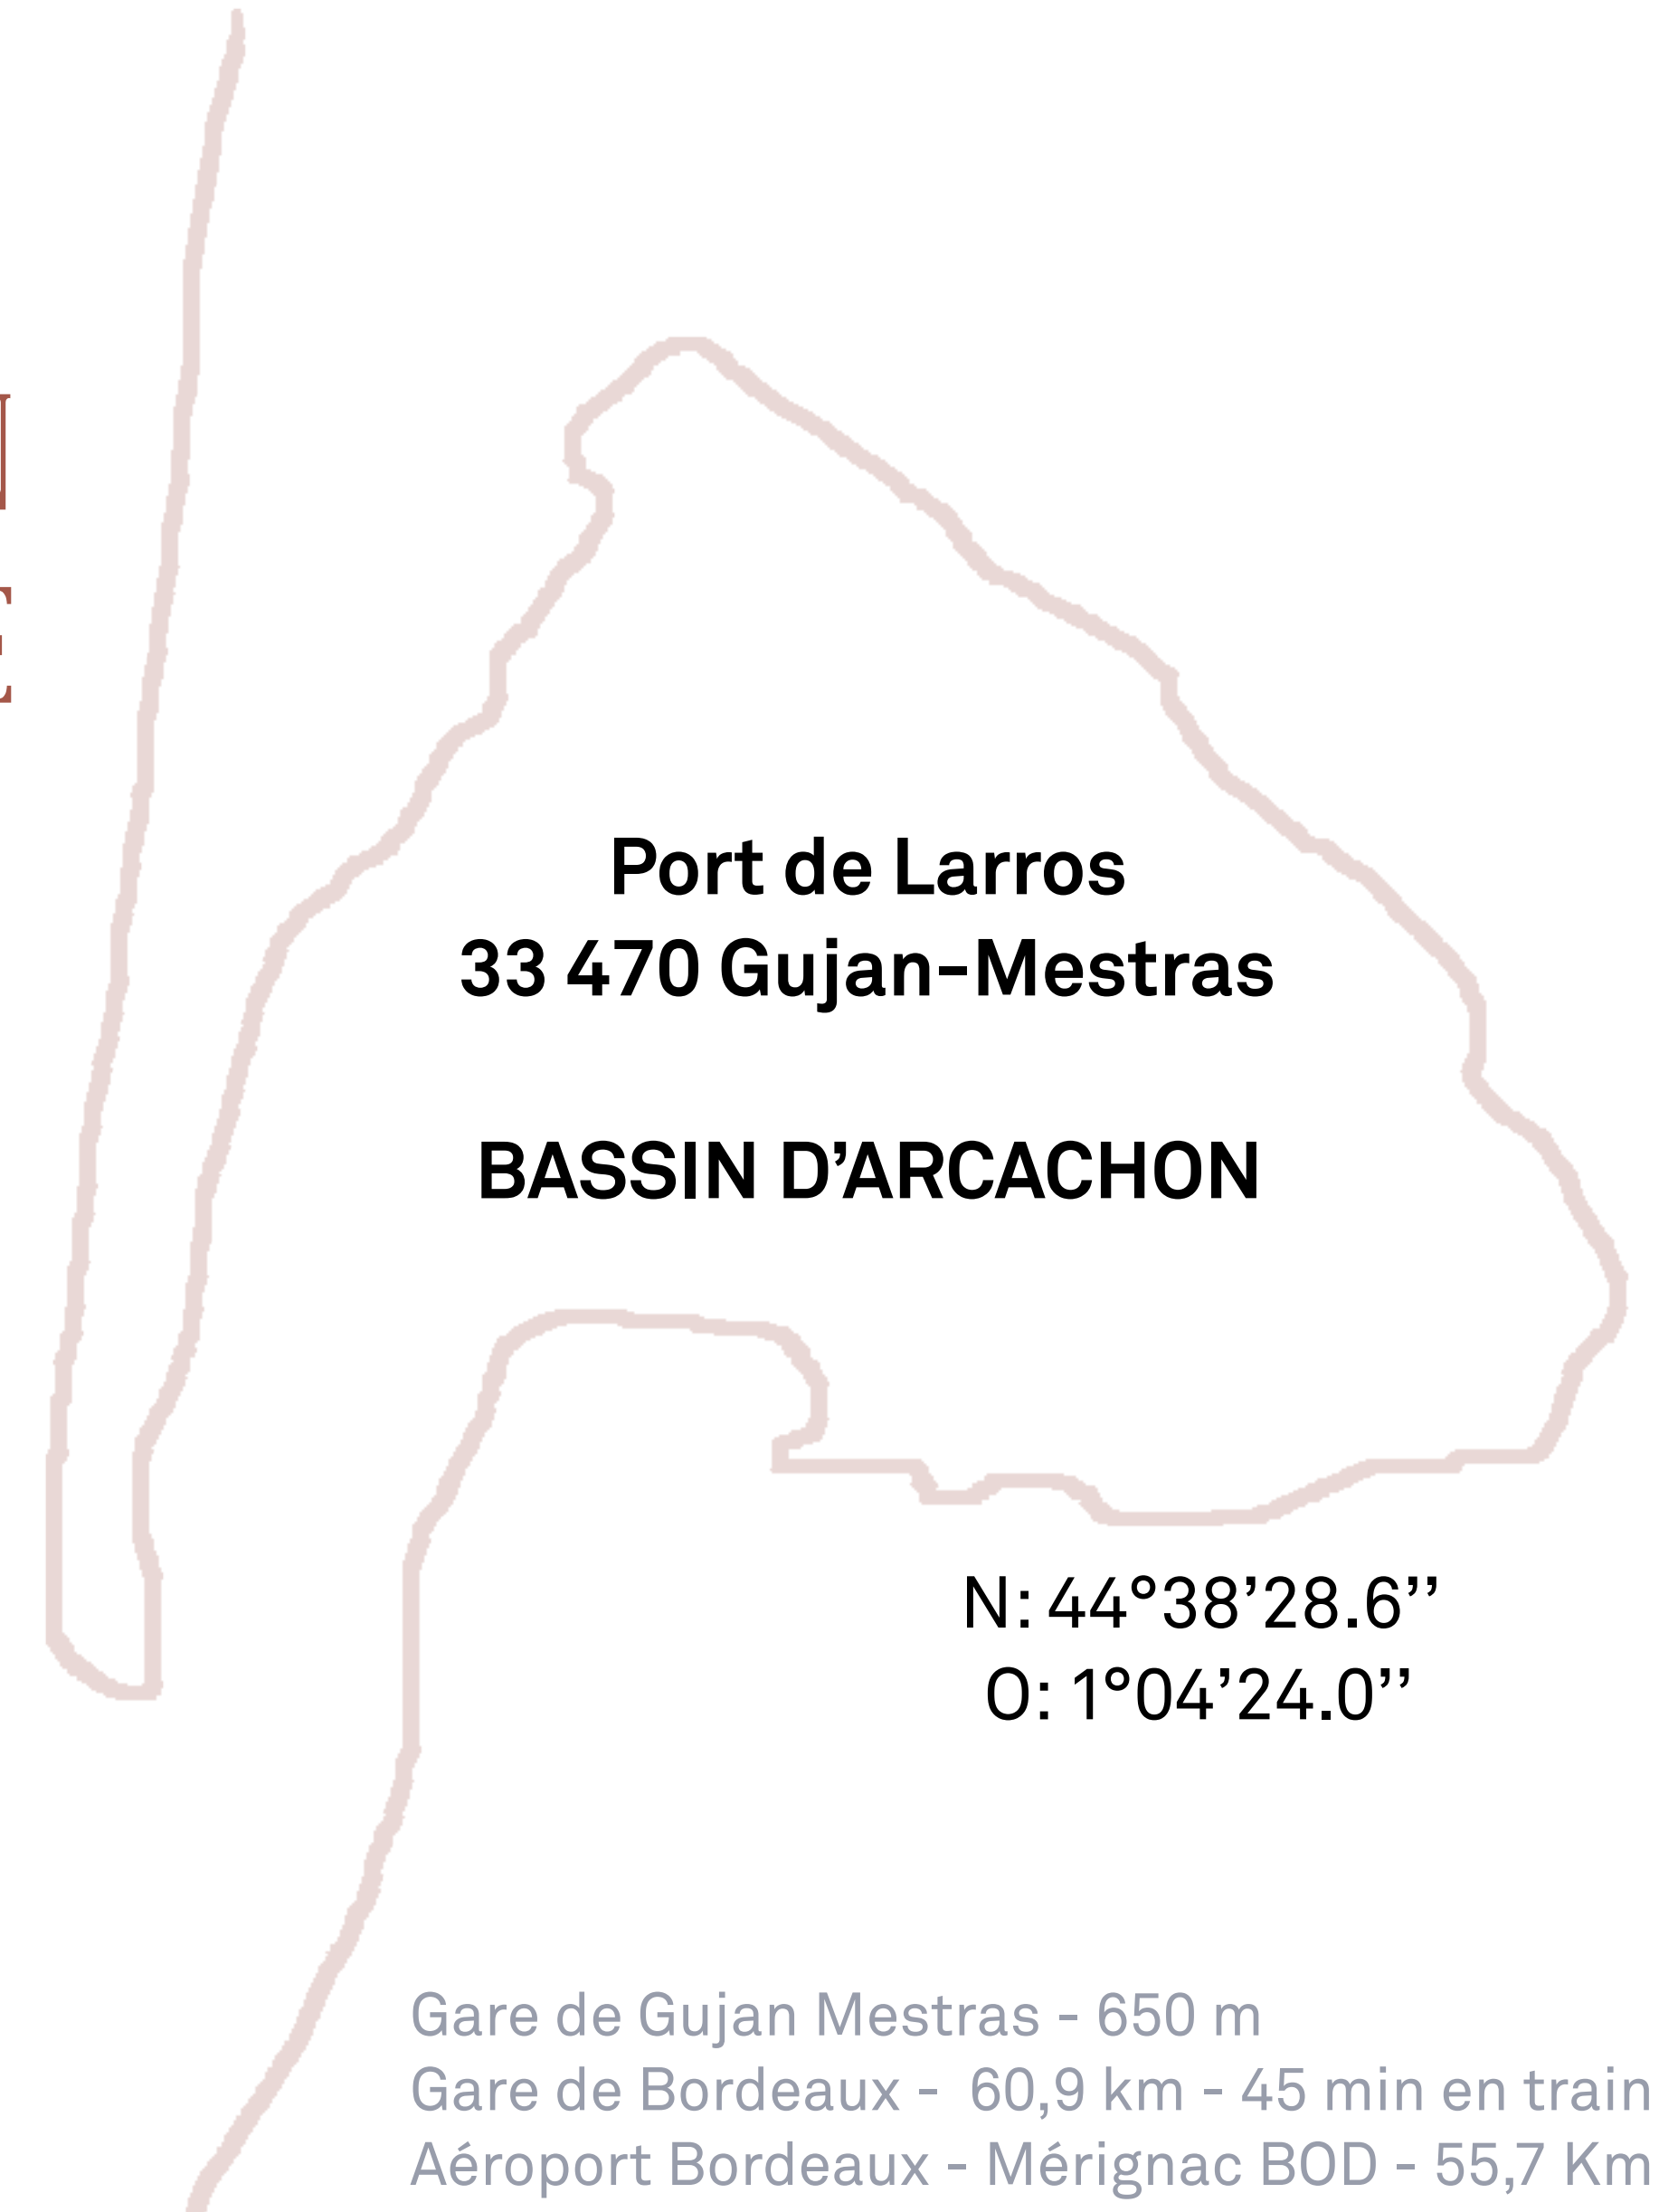 Port de Larros
33 470 Gujan-Mestras
BASSIN D’ARCACHON
N: 44°38’28.6’’
O: 1°04’24.0’’
Gare de Gujan Mestras - 650 m
Gare de Bordeaux - 60,9 km - 45 min en train
Aéroport Bordeaux - Mérignac BOD - 55,7 Km